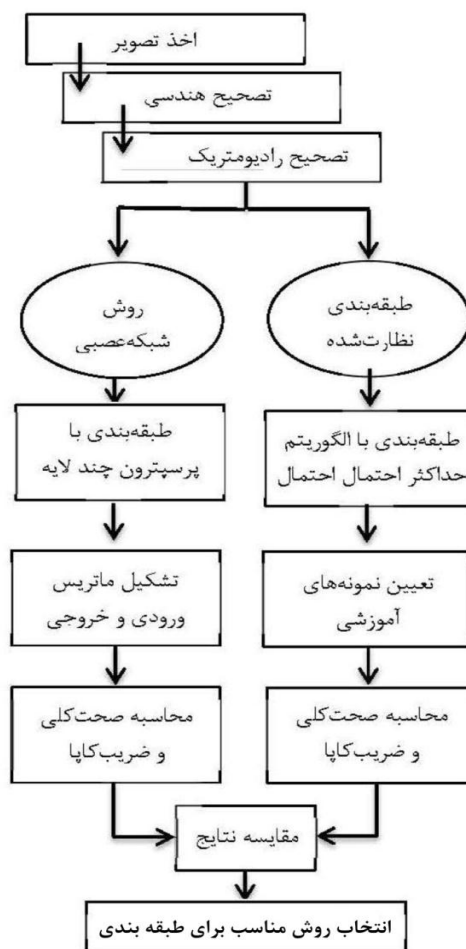 اخذ تصویر
تصحیح هندسی
تصحیح رادیومتریک
طبقه‌بندی
نظارت‌شده
روش
شبکه‌عصبی
طبقه‌بندی با الگوریتم
حداکثر احتمال احتمال
طبقه‌بندی با
پرسپترون چند لایه
تعیین نمونه‌های
آموزشی
تشکیل ماتریس
ورودی و خروجی
محاسبه صحت‌کلی
و ضریب‌کاپا
محاسبه صحت‌کلی
و ضریب‌کاپا
مقایسه نتایج
انتخاب روش مناسب برای طبقه بندی